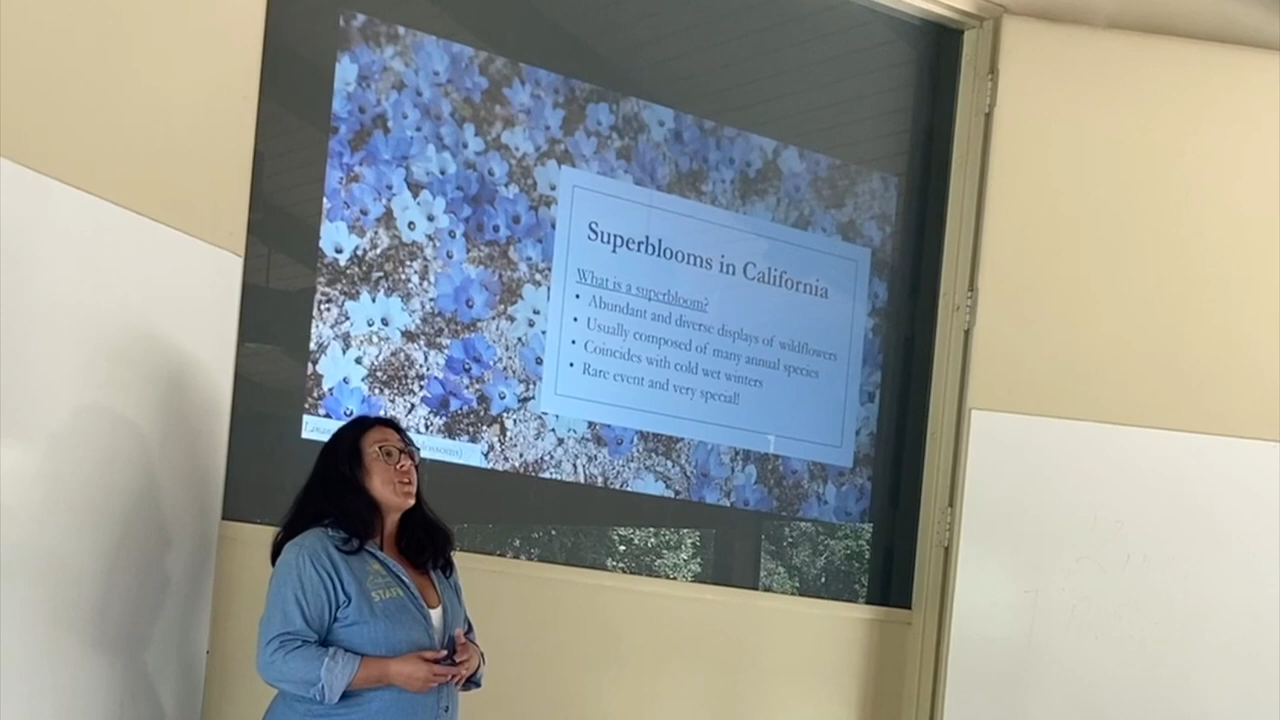 Superblooms in California
What is a superbloom?
• Abundant and diverse displays of wildflowers
• Usually composed of many annual species
• Coincides with cold wet winters
• Rare event and very special!
STAFF